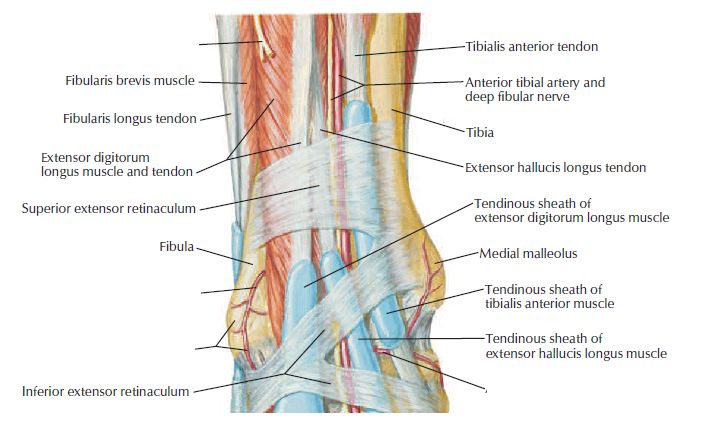 Tibialis anterior tendon
Fibularis brevis muscle
Anterior tibial artery and
deep fibular nerve
Fibularis longus tendon
Tibia
Extensor digitorum
longus muscle and tendon
Extensor hallucis longus tendon
Superior extensor retinaculum
Tendinous sheath of
extensor digitorum longus muscle
Fibula
Medial malleolus
Tendinous sheath of
tibialis anterior muscle
Tendinous sheath of
extensor hallucis longus muscle
Inferior extensor retinaculum